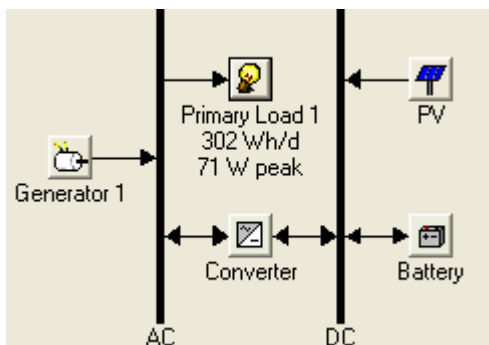 Primary Load 1
302 Wh/d
71 W peak
PV
Generator 1
Converter
Battery
AC
DC